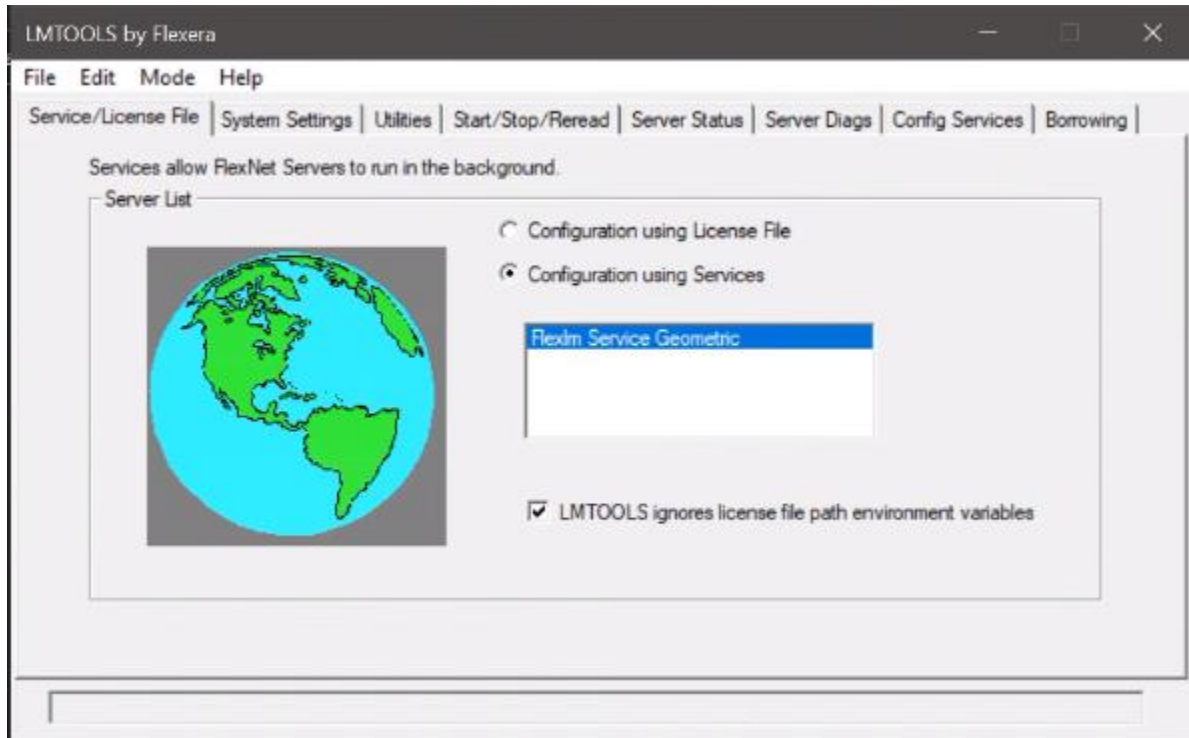 LMTOOLS by Flexera
File Edit Mode Help
Service/License File System Settings Utilities Start/Stop/Reread Server Status Server Diags Config Services Borrowing
Services allow FlexNet Servers to run in the background.
Server List
Configuration using License File
Configuration using Services
Flexlm Service Geometric
LMTOOLS ignores license file path environment variables